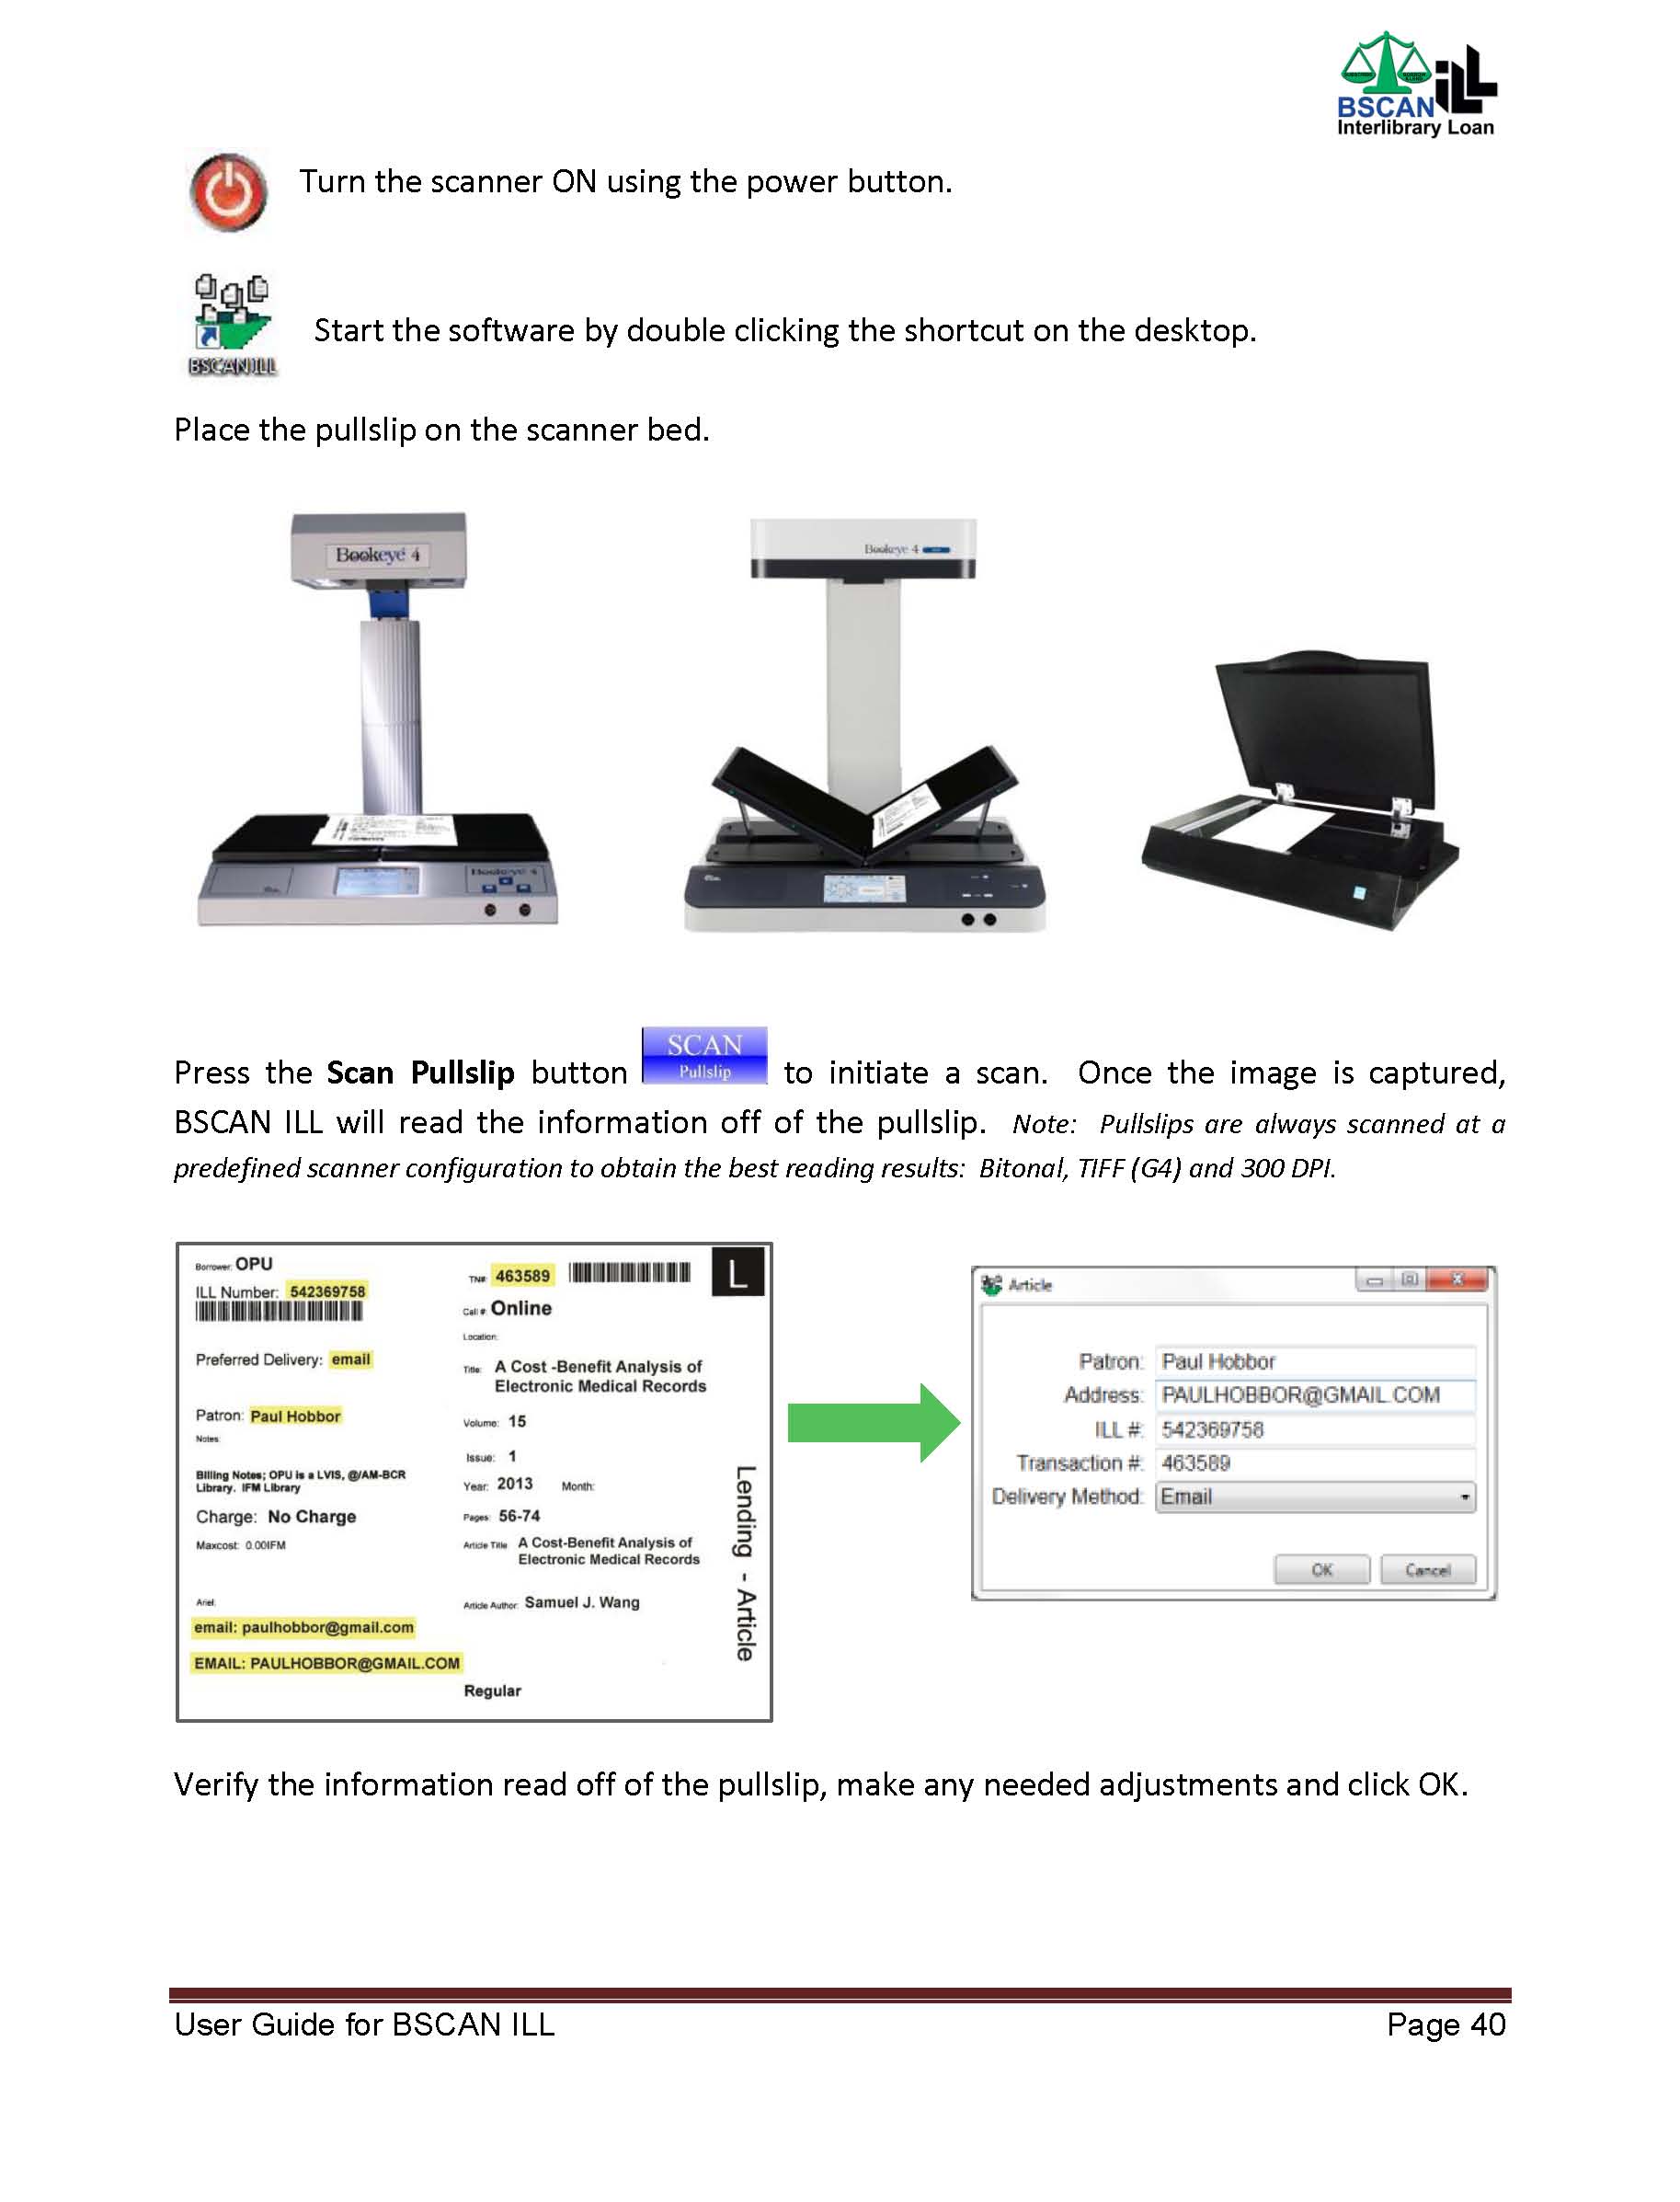 BSCAN ILL
Interlibrary Loan
Turn the scanner ON using the power button.
BSCANILL
Start the software by double clicking the shortcut on the desktop.
Place the pullslip on the scanner bed.
Bookeye 4
Bookeye 4
Bookeye 4
Press the Scan Pullslip button SCAN Pullslip to initiate a scan. Once the image is captured,
BSCAN ILL will read the information off of the pullslip. Note: Pullslips are always scanned at a
predefined scanner configuration to obtain the best reading results: Bitonal, TIFF (G4) and 300 DPI.
Borrower: OPU
ILL Number: 542369758
Preferred Delivery: email
Patron: Paul Hobbor
Notes:
Billing Notes; OPU is a LVIS, @/AM-BCR
Library. IFM Library
Charge: No Charge
Maxcost: 0.00IFM
Ariel:
email: paulhobbor@gmail.com
EMAIL: PAULHOBBOR@GMAIL.COM
TN#: 463589
Call #: Online
Location:
Title: A Cost -Benefit Analysis of
Electronic Medical Records
Volume: 15
Issue: 1
Year: 2013 Month:
Pages: 56-74
Article Title: A Cost-Benefit Analysis of
Electronic Medical Records
Article Author: Samuel J. Wang
Regular
L
Lending - Article
Article
Patron: Paul Hobbor
Address: PAULHOBBOR@GMAIL.COM
ILL #: 542369758
Transaction #: 463589
Delivery Method: Email
OK Cancel
Verify the information read off of the pullslip, make any needed adjustments and click OK.
User Guide for BSCAN ILL Page 40